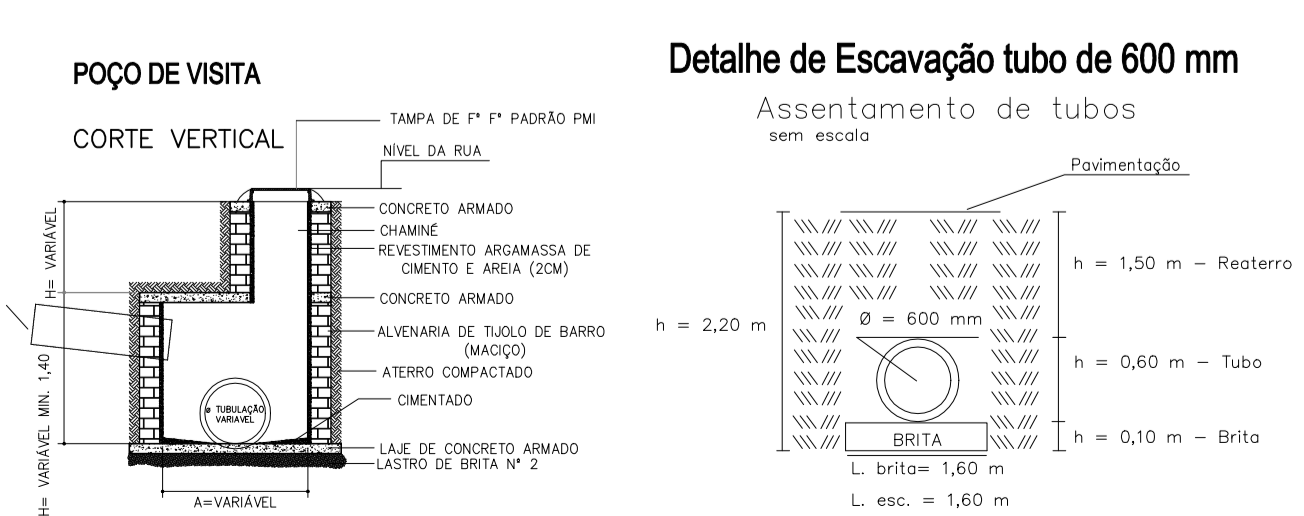 POÇO DE VISITA
CORTE VERTICAL
TAMPA DE Fº Fº PADRÃO PMI
NÍVEL DA RUA
CONCRETO ARMADO
CHAMINÉ
REVESTIMENTO ARGAMASSA DE
CIMENTO E AREIA (2CM)
CONCRETO ARMADO
ALVENARIA DE TIJOLO DE BARRO
(MACIÇO)
ATERRO COMPACTADO
CIMENTADO
LAJE DE CONCRETO ARMADO
LASTRO DE BRITA Nº 2
H= VARIÁVEL
H= VARIÁVEL MIN. 1,40
ø TUBULAÇÃO
VARIAVEL
A=VARIÁVEL
Detalhe de Escavação tubo de 600 mm
Assentamento de tubos
sem escala
Pavimentação
h = 1,50 m – Reaterro
Ø = 600 mm
h = 2,20 m
h = 0,60 m – Tubo
BRITA
h = 0,10 m – Brita
L. brita= 1,60 m
L. esc. = 1,60 m